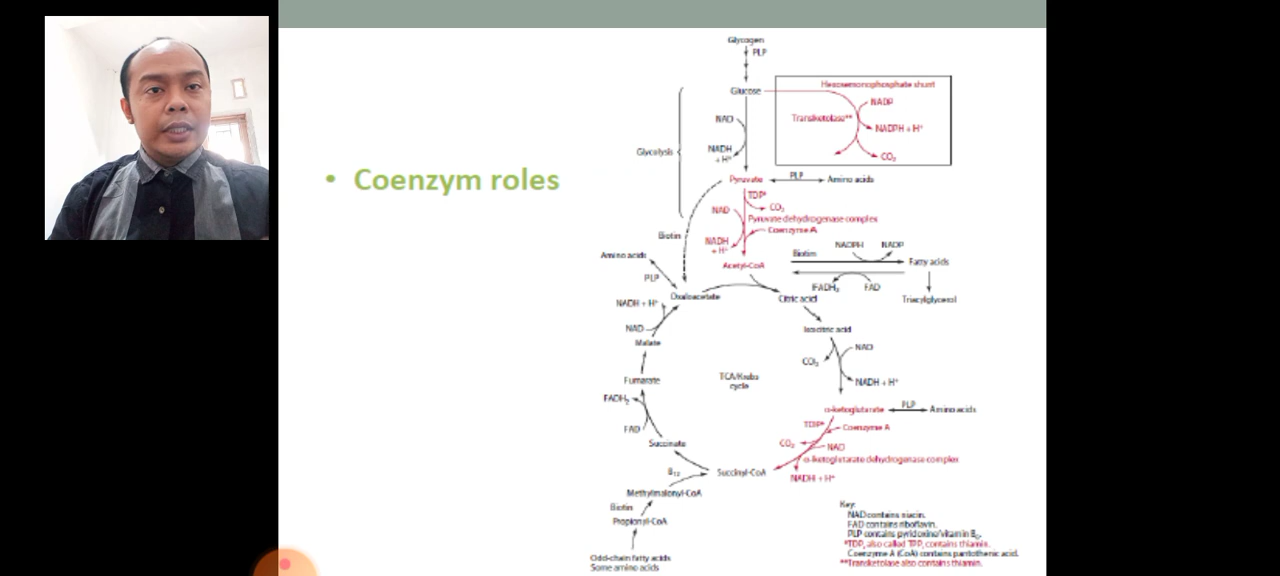 • Coenzym roles
Glycogen
PLP
Glucose
Hexosemonophosphate shunt
NADP
Transketolase**
NADPH + H⁺
CO₂
NAD
NADH
+ H⁺
Glycolysis
Pyruvate
PLP
Amino acids
TDP*
CO₂
NAD
Pyruvate dehydrogenase complex
Coenzyme A
NADH
+ H⁺
Biotin
Acetyl-CoA
Biotin
NADPH
NADP
Fatty acids
FADH₂
FAD
Triacylglycerol
Amino acids
PLP
Oxaloacetate
Citric acid
NADH + H⁺
NAD
Malate
Isocitric acid
CO₂
NAD
NADH + H⁺
Fumarate
TCA/Krebs
cycle
FADH₂
FAD
α-ketoglutarate
PLP
Amino acids
TDP*
Coenzyme A
CO₂
NAD
α-ketoglutarate dehydrogenase complex
NADH + H⁺
Succinate
B₁₂
Succinyl-CoA
Methylmalonyl-CoA
Biotin
Propionyl-CoA
Odd-chain fatty acids
Some amino acids
Key:
NAD contains niacin.
FAD contains riboflavin.
PLP contains pyridoxine/vitamin B₆.
*TDP, also called TPP, contains thiamin.
Coenzyme A (CoA) contains pantothenic acid.
**Transketolase also contains thiamin.